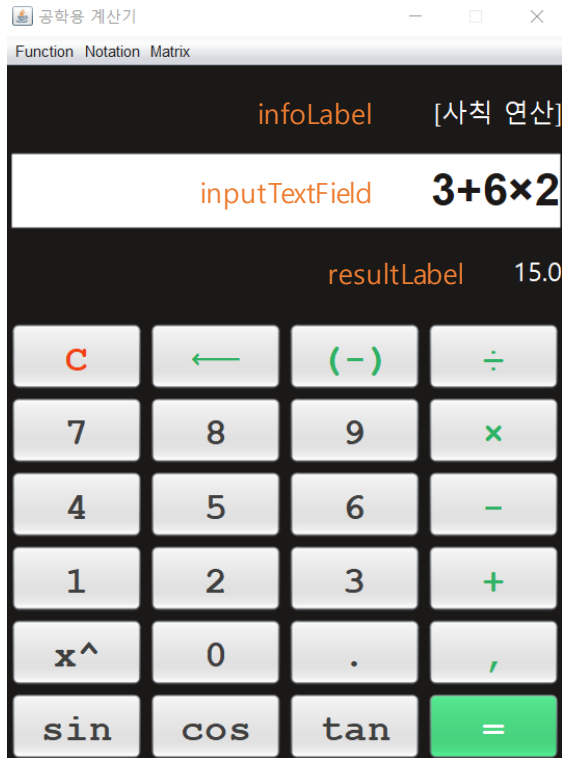 공학용 계산기
Function Notation Matrix
infoLabel [사칙 연산]
inputTextField 3+6×2
resultLabel 15.0
C ← (-) ÷
7 8 9 ×
4 5 6 -
1 2 3 +
x^ 0 . ,
sin cos tan =